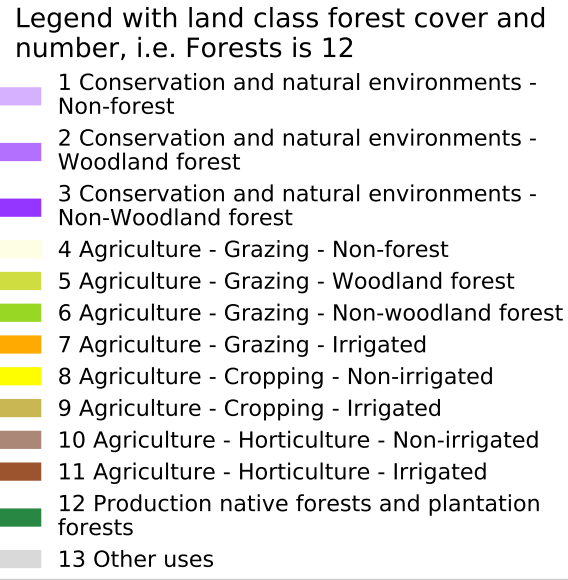 Legend with land class forest cover and
number, i.e. Forests is 12
1 Conservation and natural environments -
Non-forest
2 Conservation and natural environments -
Woodland forest
3 Conservation and natural environments -
Non-Woodland forest
4 Agriculture - Grazing - Non-forest
5 Agriculture - Grazing - Woodland forest
6 Agriculture - Grazing - Non-woodland forest
7 Agriculture - Grazing - Irrigated
8 Agriculture - Cropping - Non-irrigated
9 Agriculture - Cropping - Irrigated
10 Agriculture - Horticulture - Non-irrigated
11 Agriculture - Horticulture - Irrigated
12 Production native forests and plantation
forests
13 Other uses